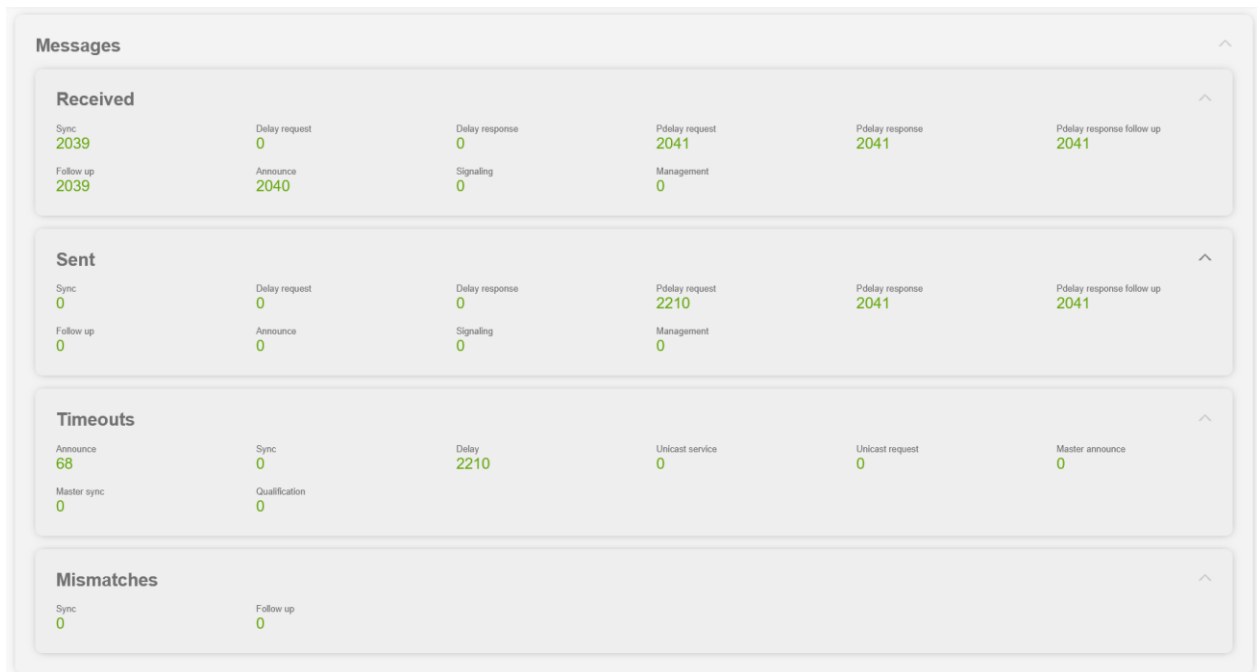 Messages
Received
Sync Delay request Delay response Pdelay request Pdelay response Pdelay response follow up
2039 0 0 2041 2041 2041
Follow up Announce Signaling Management
2039 2040 0 0
Sent
Sync Delay request Delay response Pdelay request Pdelay response Pdelay response follow up
0 0 0 2210 2041 2041
Follow up Announce Signaling Management
0 0 0 0
Timeouts
Announce Sync Delay Unicast service Unicast request Master announce
68 0 2210 0 0 0
Master sync Qualification
0 0
Mismatches
Sync Follow up
0 0